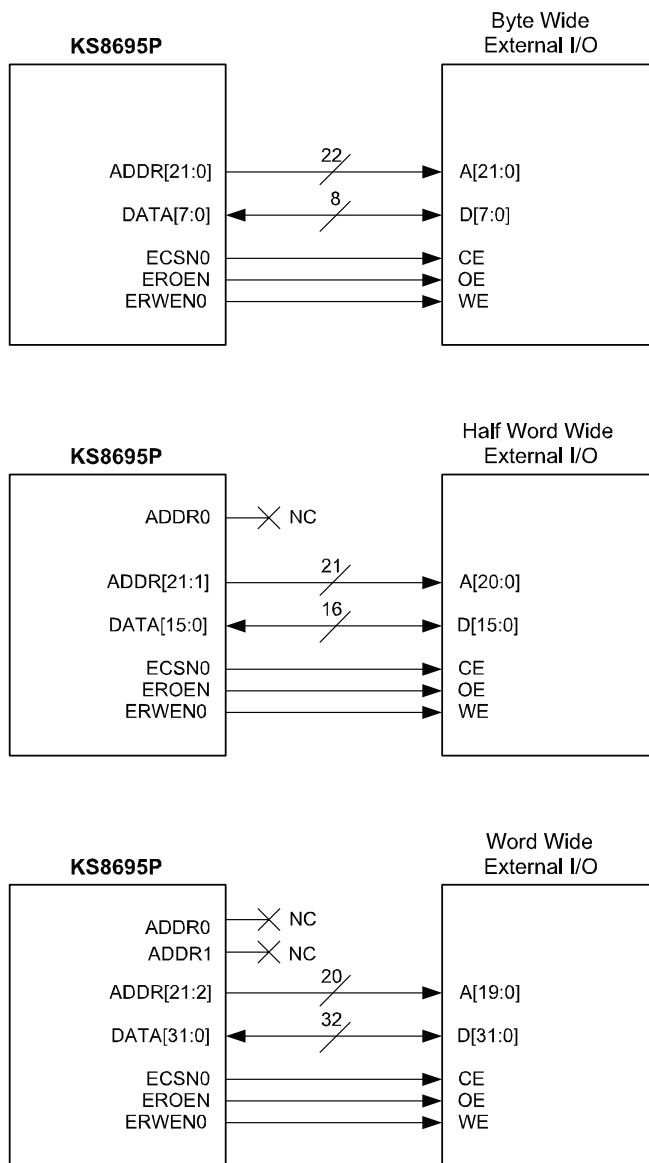 Byte Wide
External I/O
KS8695P
ADDR[21:0] 22 A[21:0]
DATA[7:0] 8 D[7:0]
ECSN0 CE
EROEN OE
ERWEN0 WE
Half Word Wide
External I/O
KS8695P
ADDR0 NC
ADDR[21:1] 21 A[20:0]
DATA[15:0] 16 D[15:0]
ECSN0 CE
EROEN OE
ERWEN0 WE
Word Wide
External I/O
KS8695P
ADDR0 NC
ADDR1 NC
ADDR[21:2] 20 A[19:0]
DATA[31:0] 32 D[31:0]
ECSN0 CE
EROEN OE
ERWEN0 WE